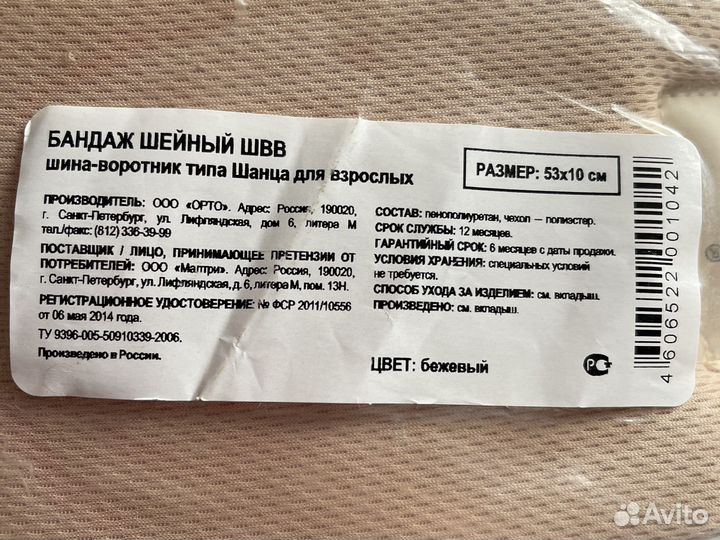 БАНДАЖ ШЕЙНЫЙ ШВВ
шина-воротник типа Шанца для взрослых
РАЗМЕР: 53x10 см
ПРОИЗВОДИТЕЛЬ: ООО «ОРТО». Адрес: Россия, 190020,
г. Санкт-Петербург, ул. Лифляндская, дом 6, литера М
тел./факс: (812) 336-39-99
ПОСТАВЩИК / ЛИЦО, ПРИНИМАЮЩЕЕ ПРЕТЕНЗИИ ОТ
ПОТРЕБИТЕЛЕЙ: ООО «Малтри». Адрес: Россия, 190020,
г. Санкт-Петербург, ул. Лифляндская, д. 6, литера М, пом. 13Н.
РЕГИСТРАЦИОННОЕ УДОСТОВЕРЕНИЕ: № ФСР 2011/10556
от 06 мая 2014 года.
ТУ 9396-005-50910339-2006.
Произведено в России.
СОСТАВ: пенополиуретан, чехол — полиэстер.
СРОК СЛУЖБЫ: 12 месяцев.
ГАРАНТИЙНЫЙ СРОК: 6 месяцев с даты продажи.
УСЛОВИЯ ХРАНЕНИЯ: специальных условий
не требуется.
СПОСОБ УХОДА ЗА ИЗДЕЛИЕМ: см. вкладыш.
ПРОИЗВЕДЕНО: см. вкладыш.
ЦВЕТ: бежевый
4 606522 001042
Avito